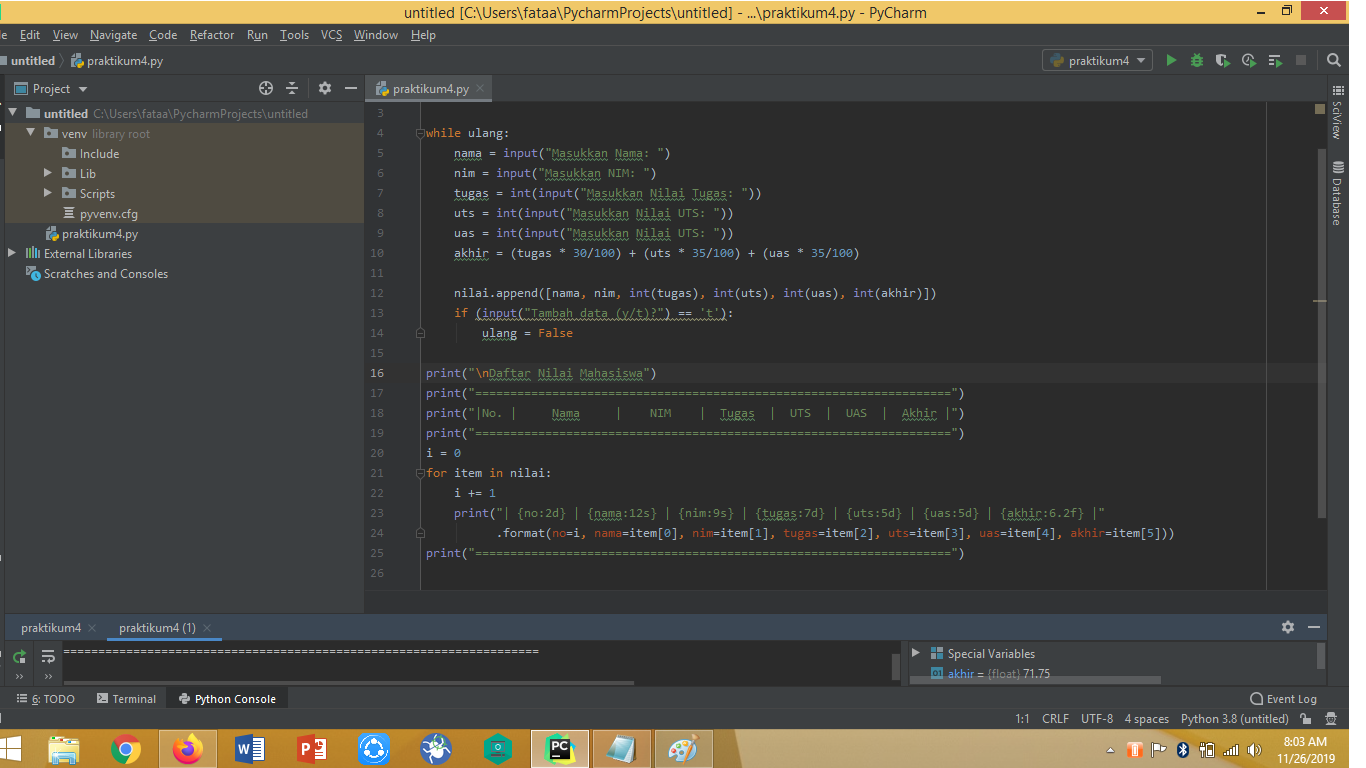 untitled [C:\Users\fataa\PycharmProjects\untitled] - ...\praktikum4.py - PyCharm
Edit View Navigate Code Refactor Run Tools VCS Window Help
untitled praktikum4.py praktikum4
Project praktikum4.py
untitled C:\Users\fataa\PycharmProjects\untitled
venv library root
Include
Lib
Scripts
pyvenv.cfg
praktikum4.py
External Libraries
Scratches and Consoles
3
4 while ulang:
5 nama = input("Masukkan Nama: ")
6 nim = input("Masukkan NIM: ")
7 tugas = int(input("Masukkan Nilai Tugas: "))
8 uts = int(input("Masukkan Nilai UTS: "))
9 uas = int(input("Masukkan Nilai UTS: "))
10 akhir = (tugas * 30/100) + (uts * 35/100) + (uas * 35/100)
11
12 nilai.append([nama, nim, int(tugas), int(uts), int(uas), int(akhir)])
13 if (input("Tambah data (y/t)?") == 't'):
14 ulang = False
15
16 print("\nDaftar Nilai Mahasiswa")
17 print("====================================================================")
18 print("|No. | Nama | NIM | Tugas | UTS | UAS | Akhir |")
19 print("====================================================================")
20 i = 0
21 for item in nilai:
22 i += 1
23 print("| {no:2d} | {nama:12s} | {nim:9s} | {tugas:7d} | {uts:5d} | {uas:5d} | {akhir:6.2f} |"
24 .format(no=i, nama=item[0], nim=item[1], tugas=item[2], uts=item[3], uas=item[4], akhir=item[5]))
25 print("====================================================================")
26
SciView
Database
praktikum4 praktikum4 (1)
====================================================================
Special Variables
akhir = {float} 71.75
6: TODO Terminal Python Console Event Log
1:1 CRLF UTF-8 4 spaces Python 3.8 (untitled)
8:03 AM
11/26/2019